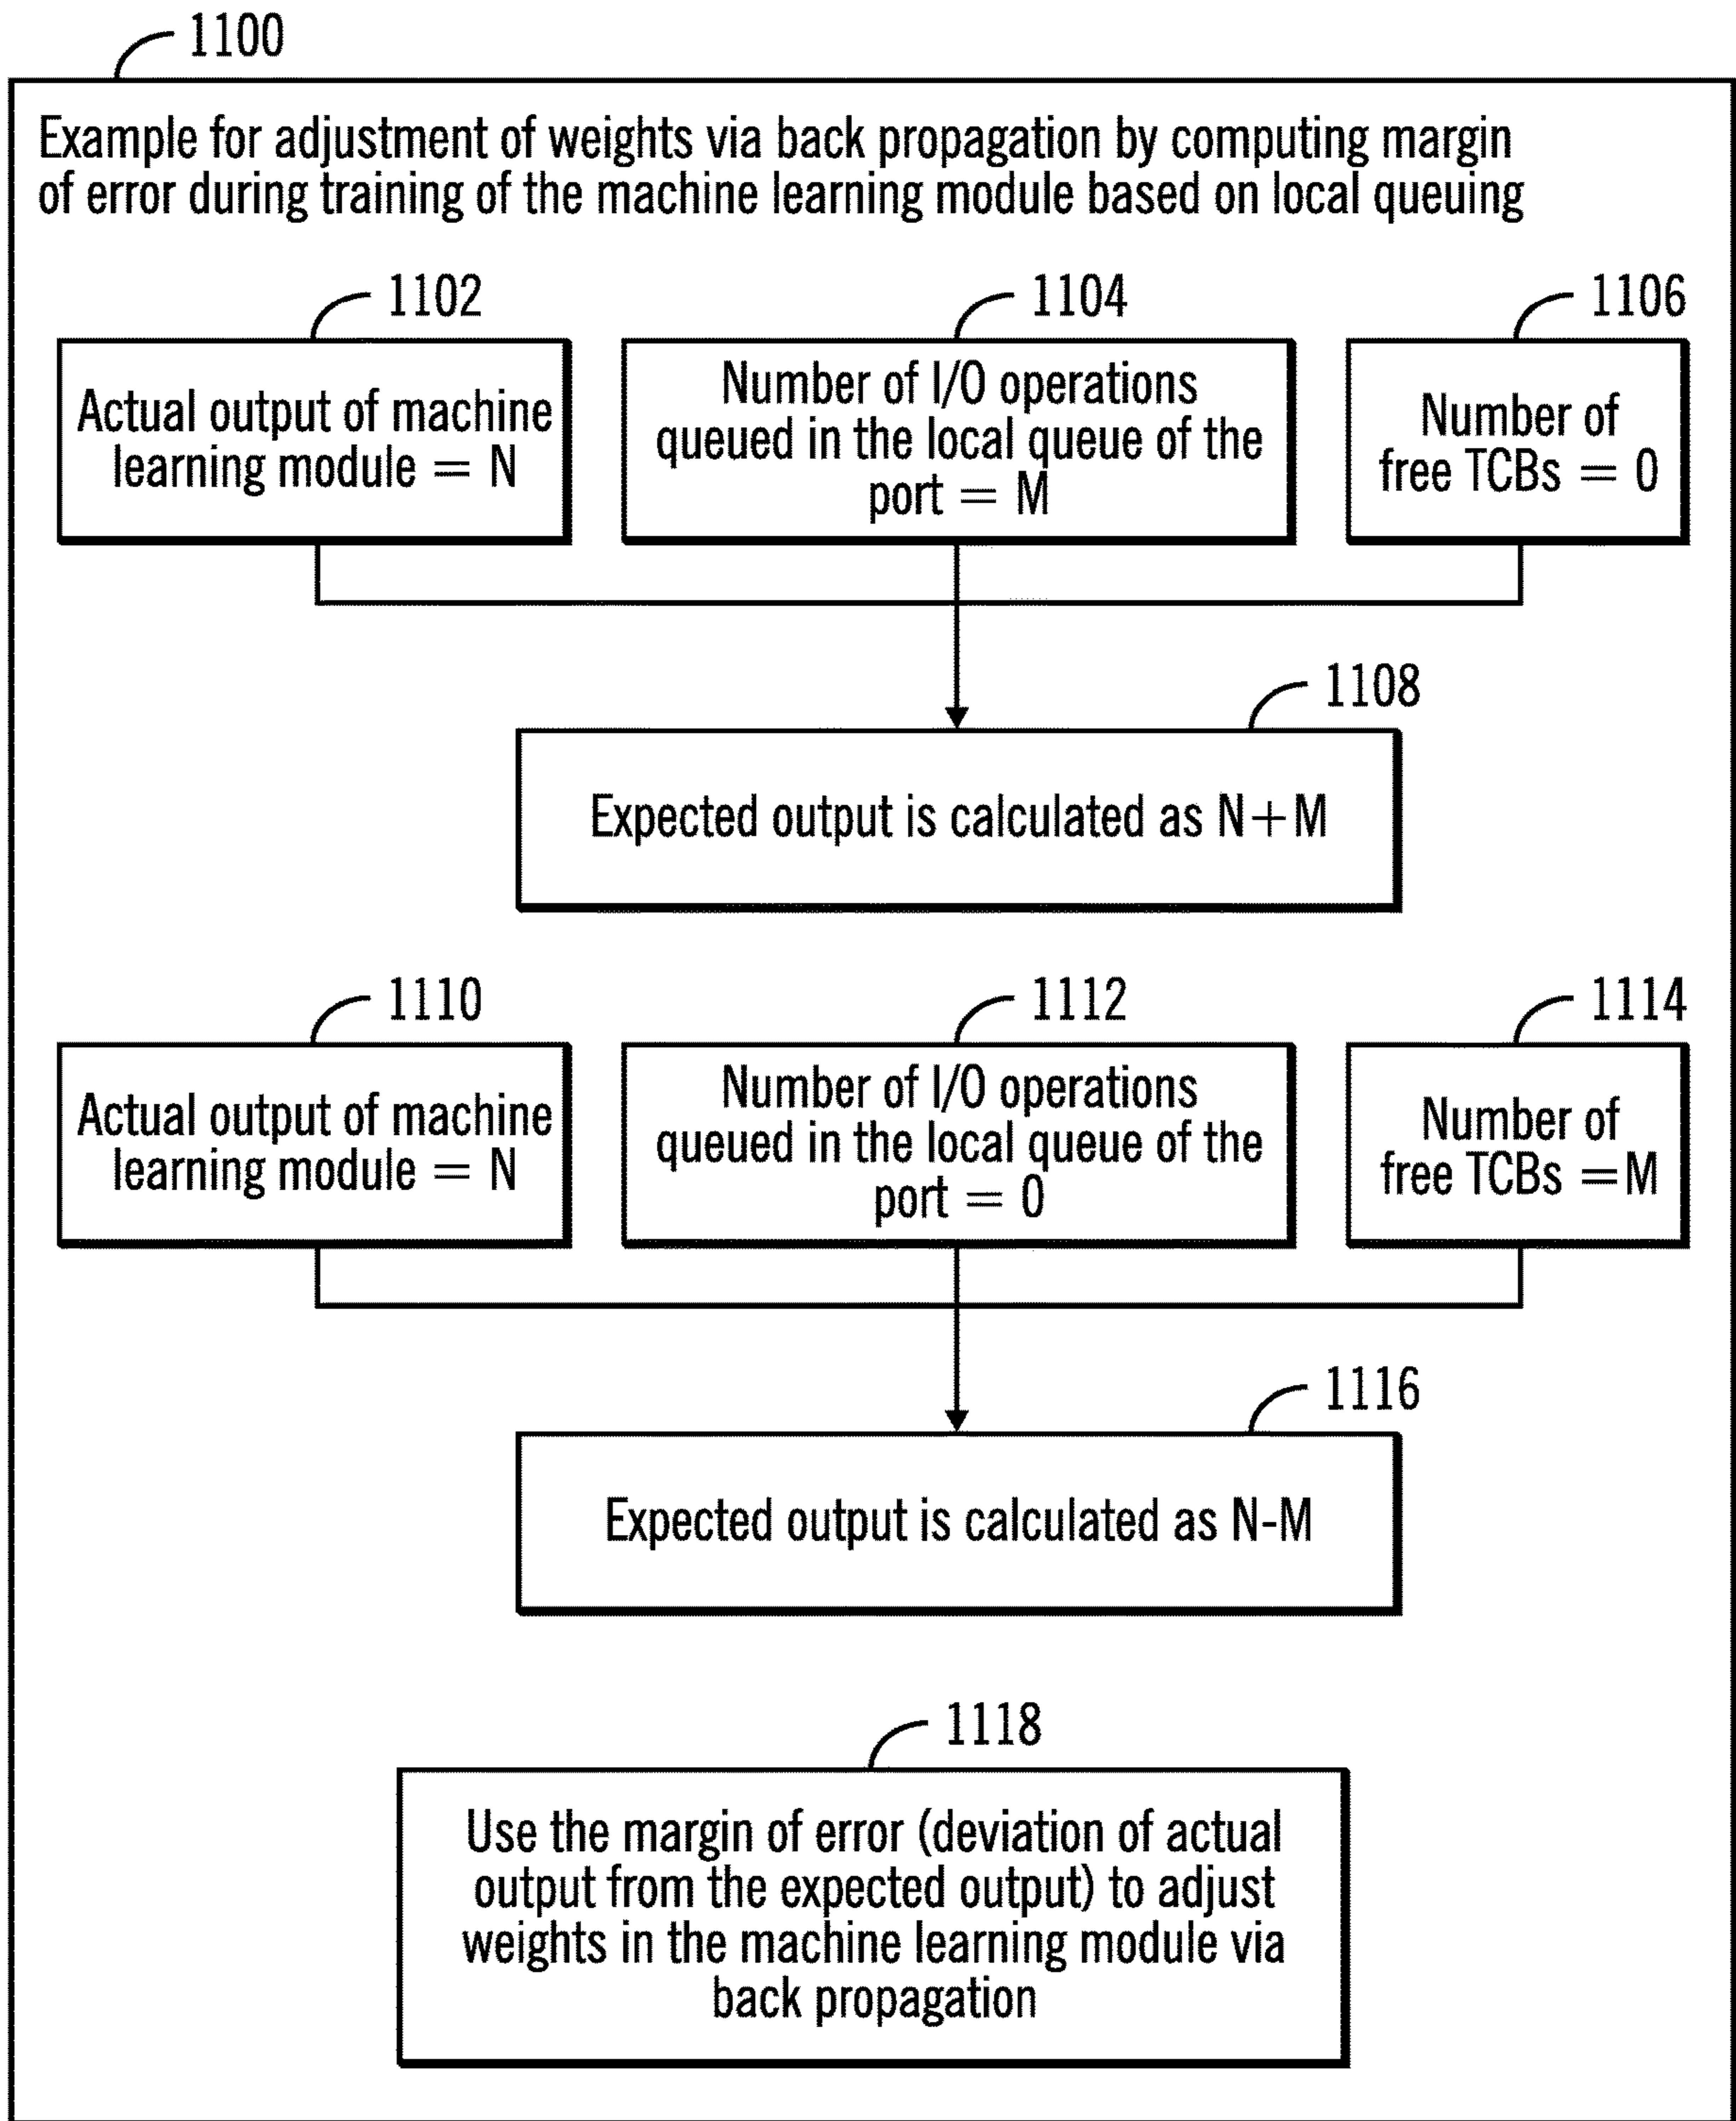 1100
Example for adjustment of weights via back propagation by computing margin
of error during training of the machine learning module based on local queuing
1102
1104
1106
Actual output of machine
learning module = N
Number of I/O operations
queued in the local queue of the
port = M
Number of
free TCBs = 0
1108
Expected output is calculated as N+M
1110
1112
1114
Actual output of machine
learning module = N
Number of I/O operations
queued in the local queue of the
port = 0
Number of
free TCBs =M
1116
Expected output is calculated as N-M
1118
Use the margin of error (deviation of actual
output from the expected output) to adjust
weights in the machine learning module via
back propagation